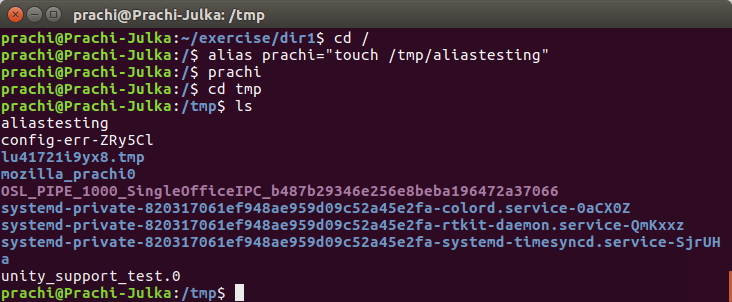 prachi@Prachi-Julka: /tmp
prachi@Prachi-Julka:~/exercise/dir1$ cd /
prachi@Prachi-Julka:/$ alias prachi="touch /tmp/aliastesting"
prachi@Prachi-Julka:/$ prachi
prachi@Prachi-Julka:/$ cd tmp
prachi@Prachi-Julka:/tmp$ ls
aliastesting
config-err-ZRy5Cl
lu41721i9yx8.tmp
mozilla_prachi0
OSL_PIPE_1000_SingleOfficeIPC_b487b29346e256e8beba196472a37066
systemd-private-820317061ef948ae959d09c52a45e2fa-colord.service-0aCX0Z
systemd-private-820317061ef948ae959d09c52a45e2fa-rtkit-daemon.service-QmKxxz
systemd-private-820317061ef948ae959d09c52a45e2fa-systemd-timesyncd.service-SjrUH
a
unity_support_test.0
prachi@Prachi-Julka:/tmp$